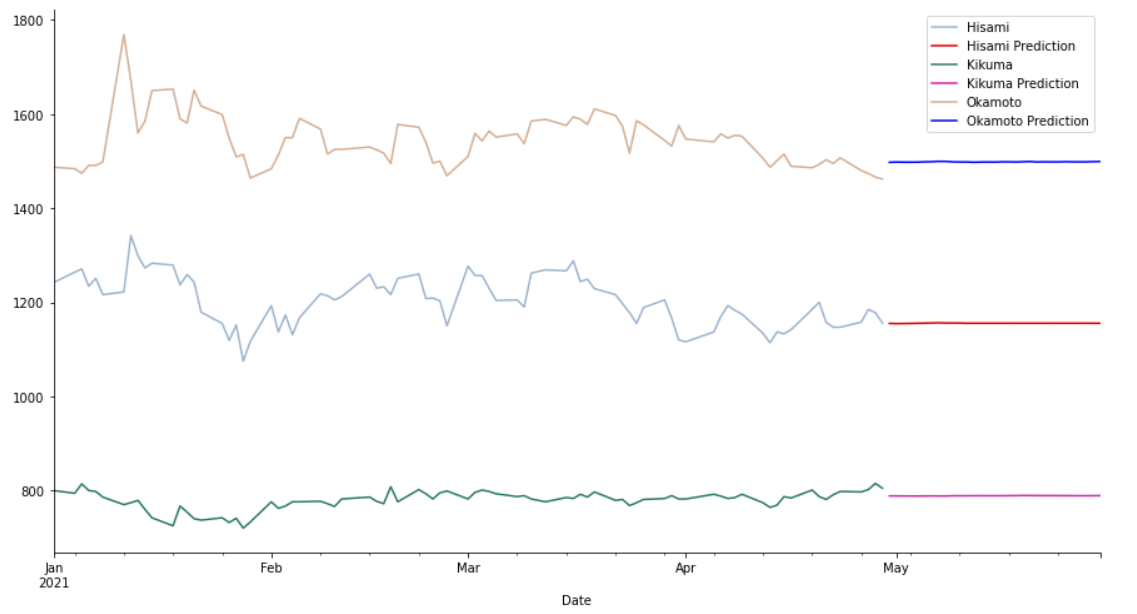 1800
1600
1400
1200
1000
800
Jan
2021
Feb
Mar
Apr
May
Date
Hisami
Hisami Prediction
Kikuma
Kikuma Prediction
Okamoto
Okamoto Prediction